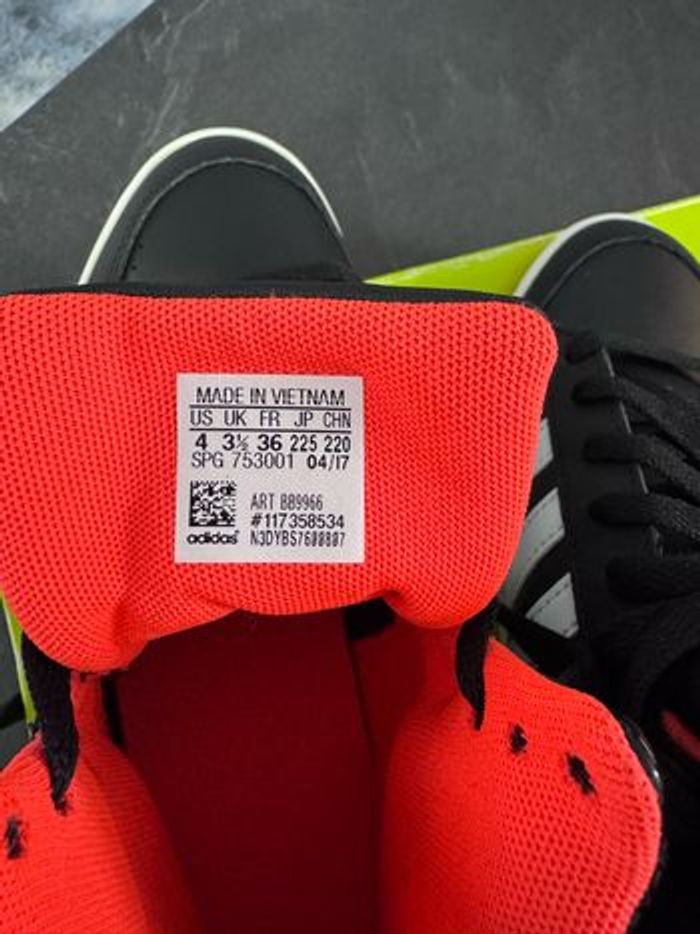 MADE IN VIETNAM
US UK FR JP CHN
4 3½ 36 225 220
SPG 753001 04/17
ART BB9966
#117358534
adidas N3DYBS7600807